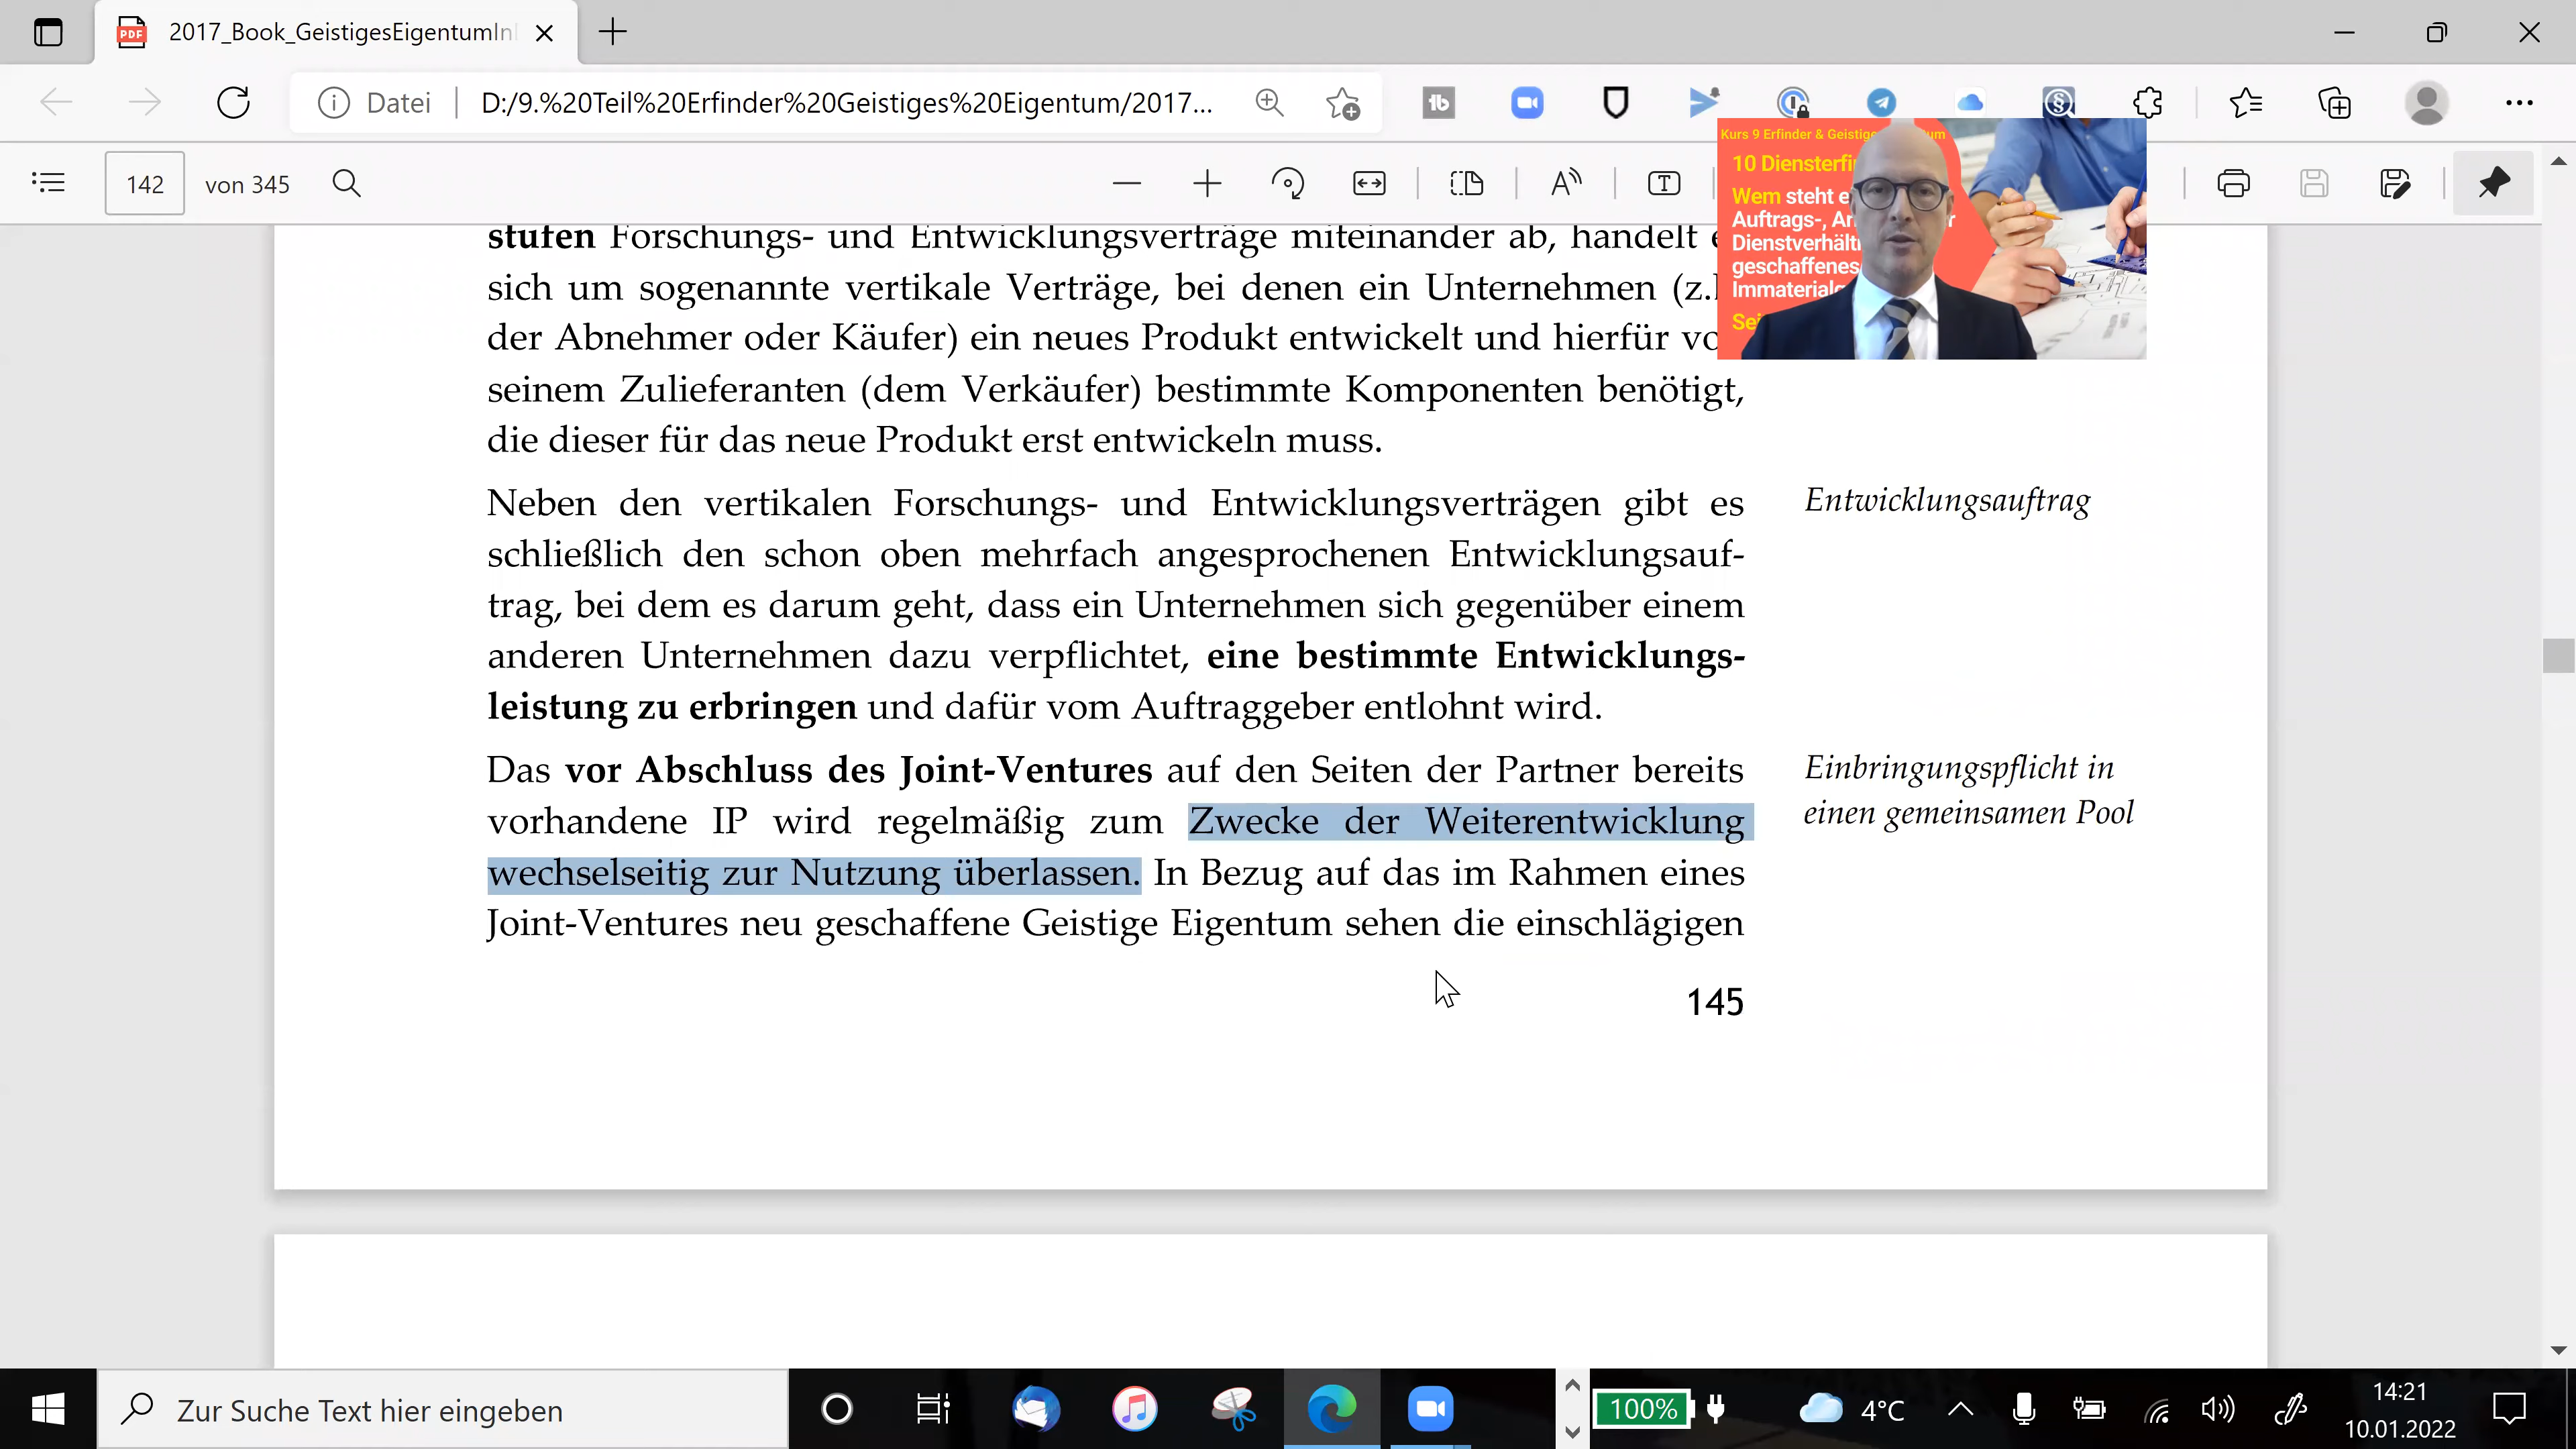 2017_Book_GeistigesEigentumIn
Datei
D:/9.%20Teil%20Erfinder%20Geistiges%20Eigentum/2017...
142 von 345
Kurs 9 Erfinder &
10
Wem steht
Auftrags-,
geschaffenes
stufen Forschungs- und Entwicklungsverträge miteinander ab, handelt
sich um sogenannte vertikale Verträge, bei denen ein Unternehmen
der Abnehmer oder Käufer) ein neues Produkt entwickelt und hierfür
seinem Zulieferanten (dem Verkäufer) bestimmte Komponenten benötigt,
die dieser für das neue Produkt erst entwickeln muss.
Neben den vertikalen Forschungs- und Entwicklungsverträgen gibt es
schließlich den schon oben mehrfach angesprochenen Entwicklungsauf-
trag, bei dem es darum geht, dass ein Unternehmen sich gegenüber einem
anderen Unternehmen dazu verpflichtet, eine bestimmte Entwicklungs-
leistung zu erbringen und dafür vom Auftraggeber entlohnt wird.
Entwicklungsauftrag
Das vor Abschluss des Joint-Ventures auf den Seiten der Partner bereits
vorhandene IP wird regelmäßig zum Zwecke der Weiterentwicklung
wechselseitig zur Nutzung überlassen. In Bezug auf das im Rahmen eines
Joint-Ventures neu geschaffene Geistige Eigentum sehen die einschlägigen
Einbringungspflicht in
einen gemeinsamen Pool
145
Zur Suche Text hier eingeben
100%
4°C
14:21
10.01.2022